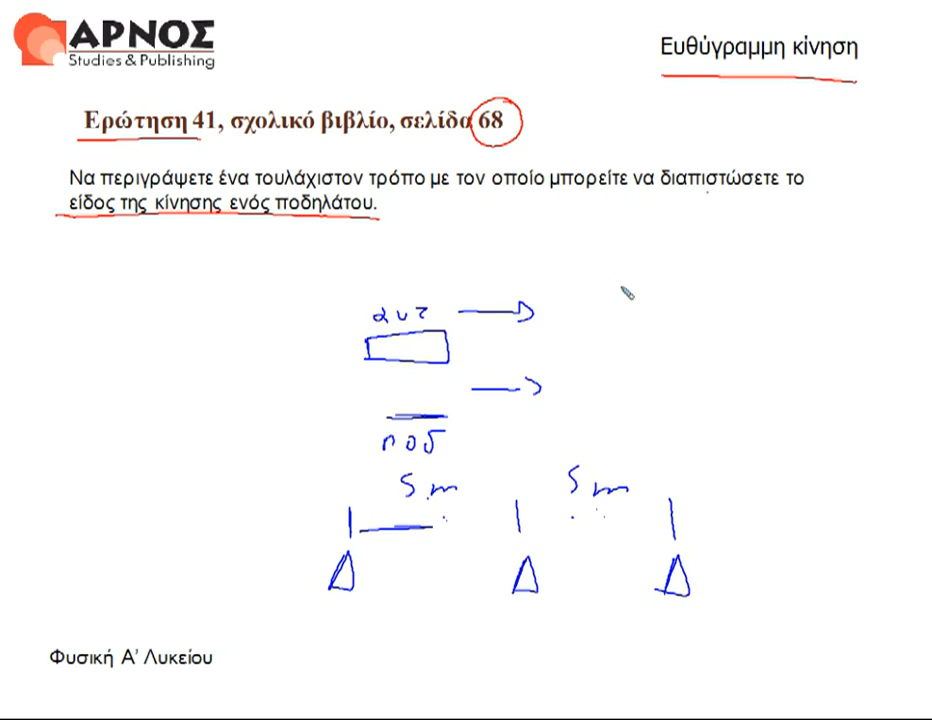 ΑΡΝΟΣ
Studies & Publishing
Ευθύγραμμη κίνηση
Ερώτηση 41, σχολικό βιβλίο, σελίδα 68
Να περιγράψετε ένα τουλάχιστον τρόπο με τον οποίο μπορείτε να διαπιστώσετε το
είδος της κίνησης ενός ποδηλάτου.
αυτ
ποδ
5 m 5 m
Δ Δ Δ
Φυσική Α' Λυκείου